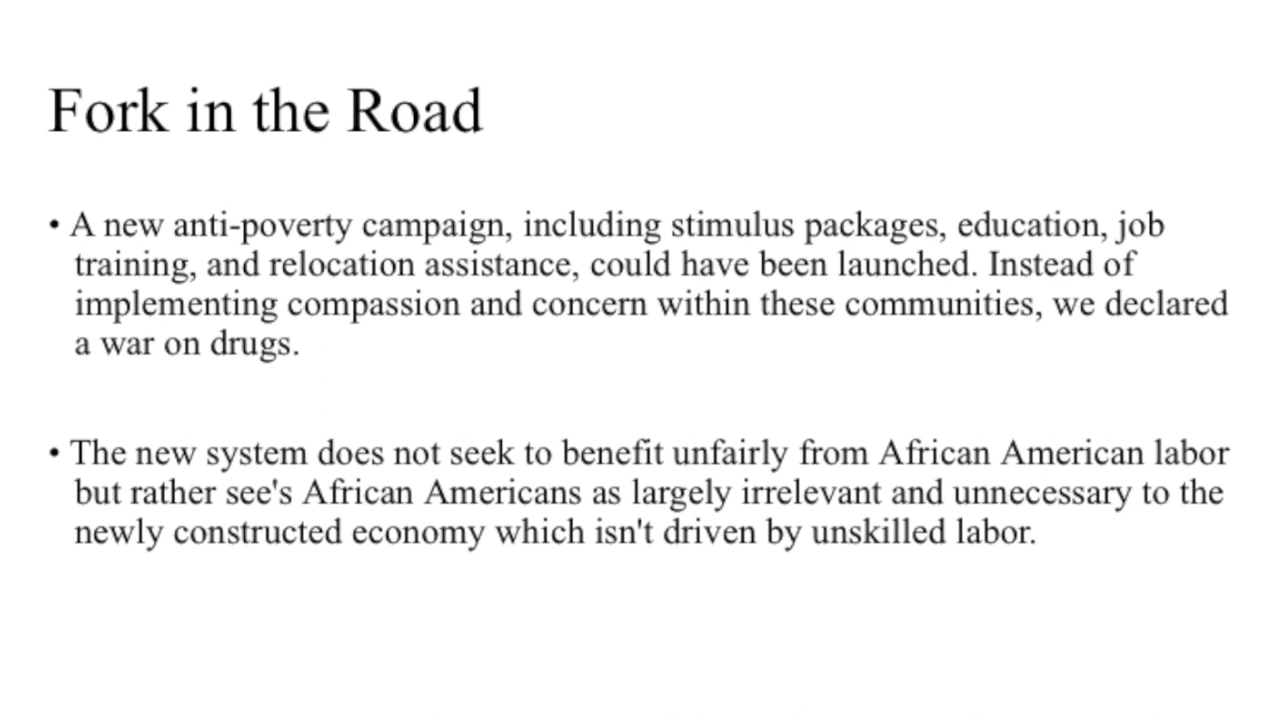 Fork in the Road
• A new anti-poverty campaign, including stimulus packages, education, job
training, and relocation assistance, could have been launched. Instead of
implementing compassion and concern within these communities, we declared
a war on drugs.
• The new system does not seek to benefit unfairly from African American labor
but rather see's African Americans as largely irrelevant and unnecessary to the
newly constructed economy which isn't driven by unskilled labor.